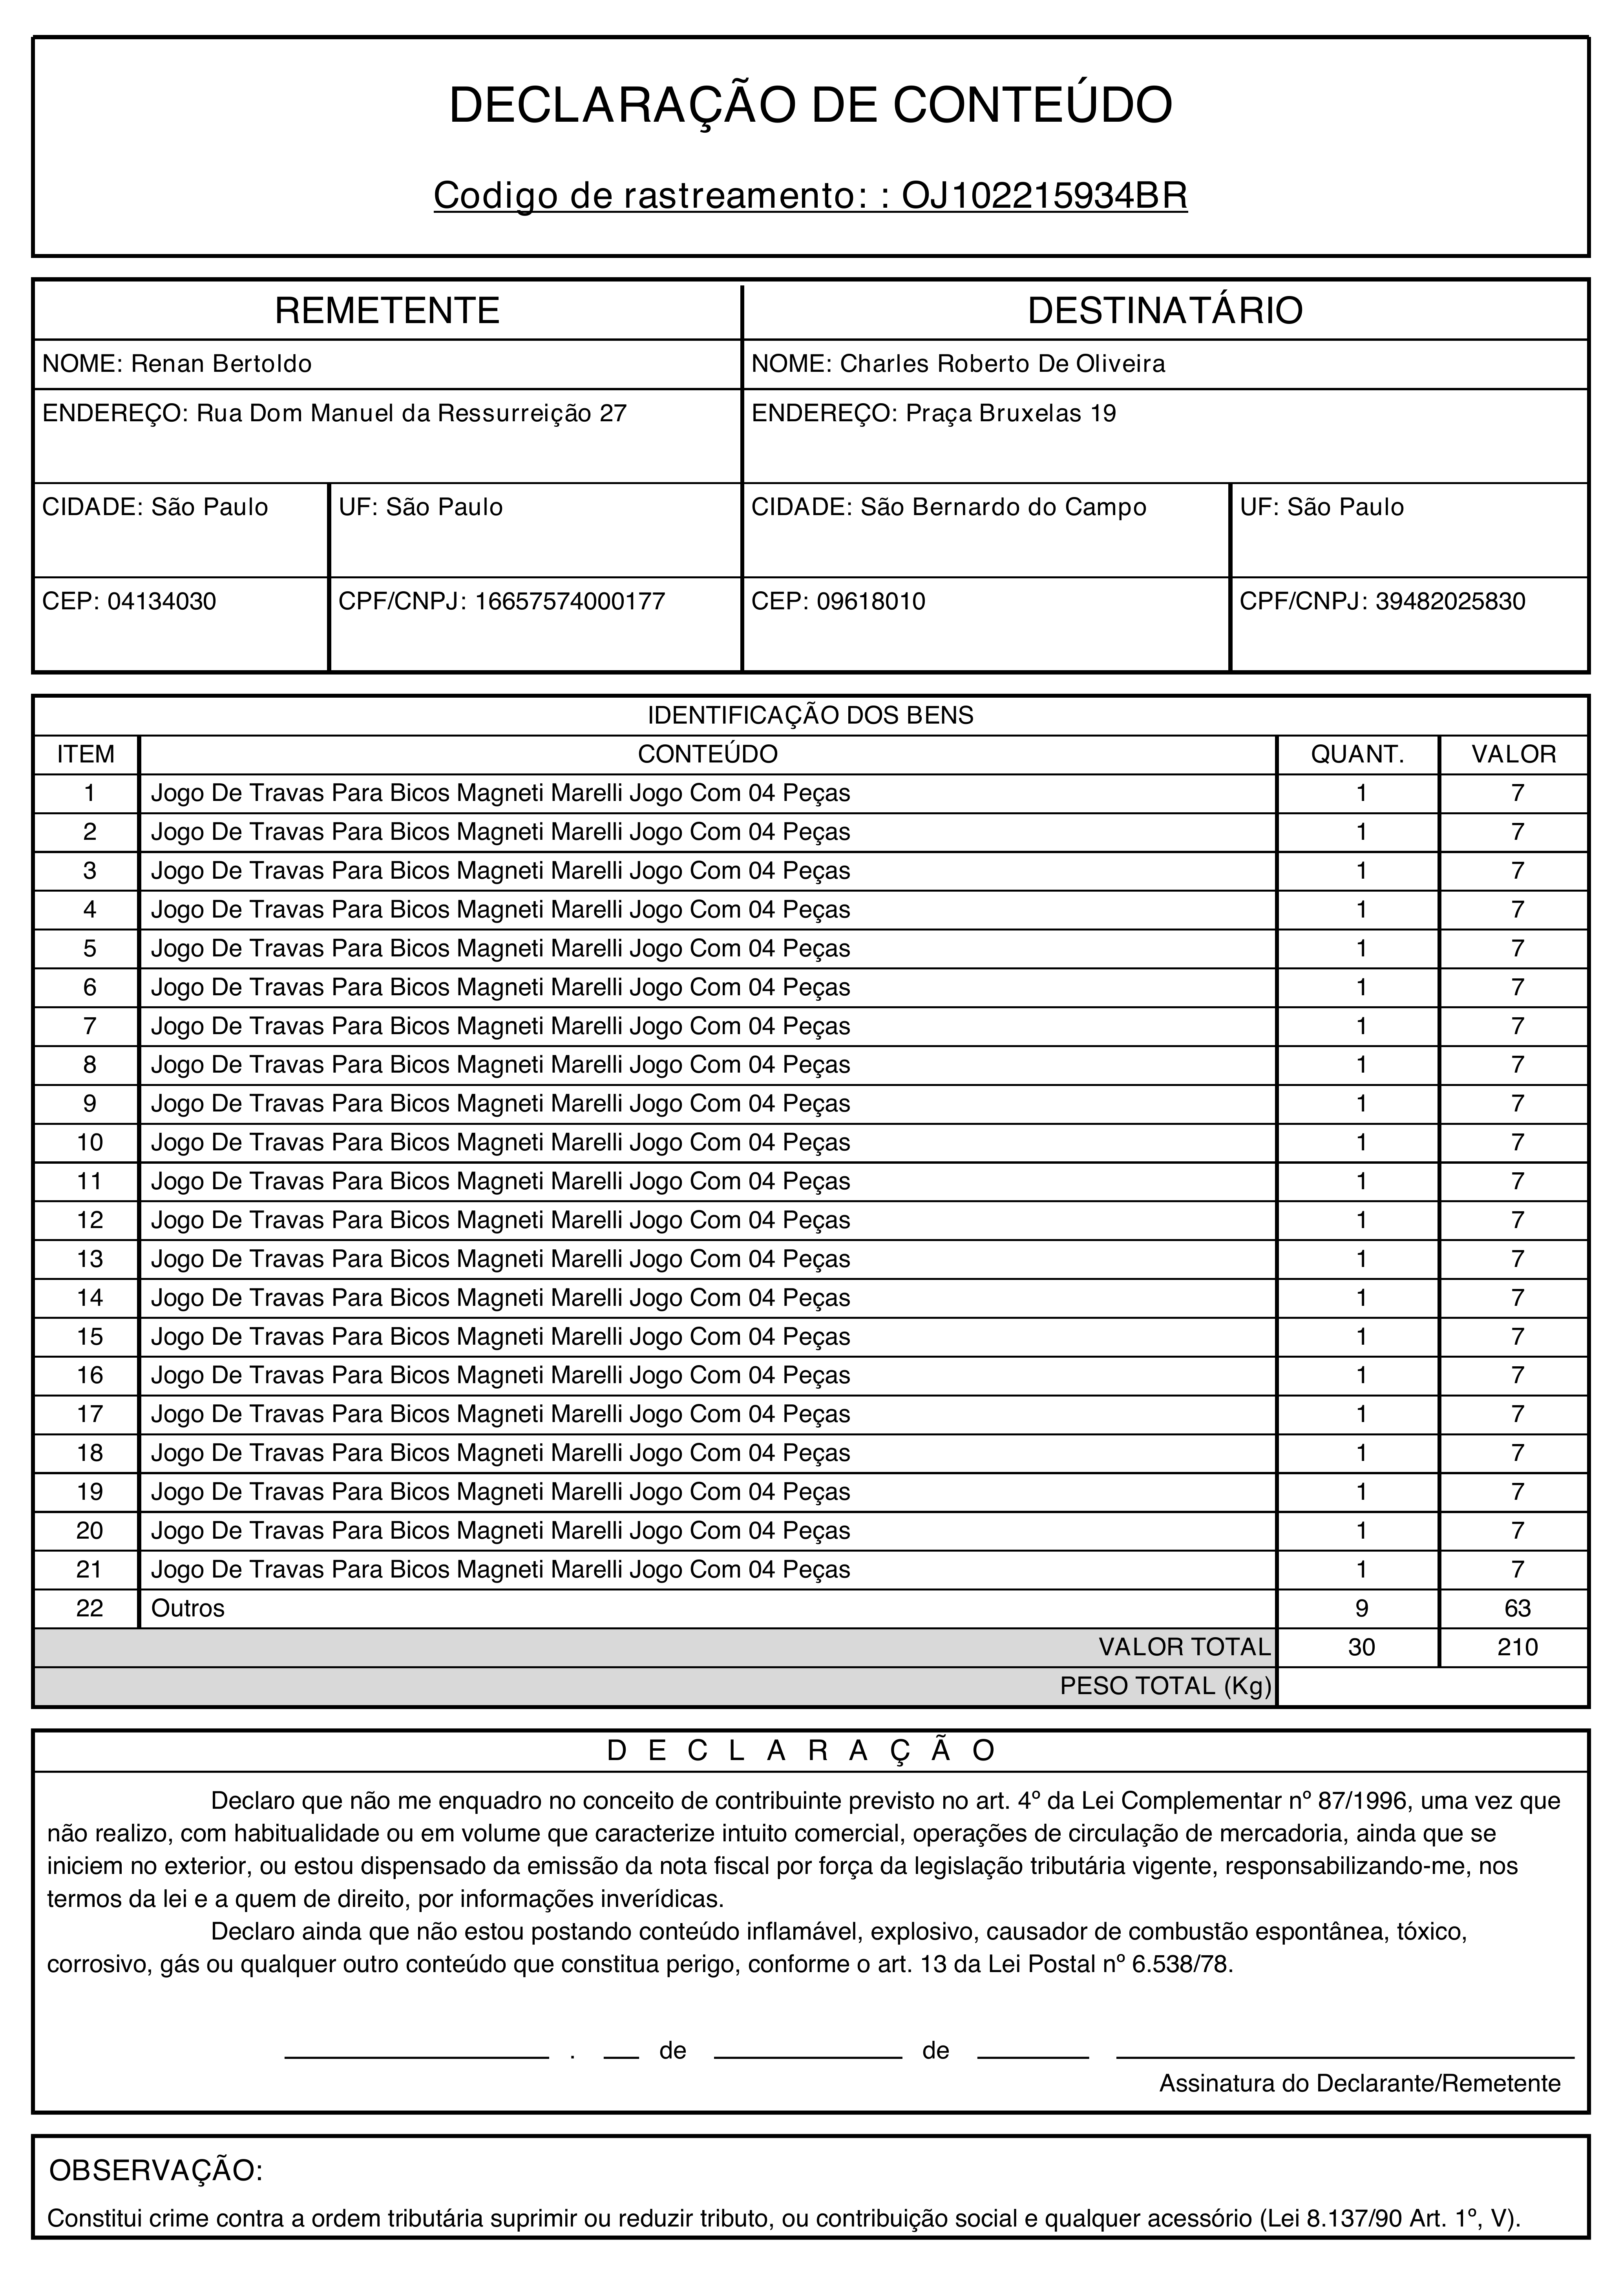 DECLARAÇÃO DE CONTEÚDO
Codigo de rastreamento: : OJ102215934BR
REMETENTE DESTINATÁRIO
NOME: Renan Bertoldo NOME: Charles Roberto De Oliveira
ENDEREÇO: Rua Dom Manuel da Ressurreição 27 ENDEREÇO: Praça Bruxelas 19
CIDADE: São Paulo UF: São Paulo CIDADE: São Bernardo do Campo UF: São Paulo
CEP: 04134030 CPF/CNPJ: 16657574000177 CEP: 09618010 CPF/CNPJ: 39482025830
IDENTIFICAÇÃO DOS BENS
ITEM CONTEÚDO QUANT. VALOR
1 Jogo De Travas Para Bicos Magneti Marelli Jogo Com 04 Peças 1 7
2 Jogo De Travas Para Bicos Magneti Marelli Jogo Com 04 Peças 1 7
3 Jogo De Travas Para Bicos Magneti Marelli Jogo Com 04 Peças 1 7
4 Jogo De Travas Para Bicos Magneti Marelli Jogo Com 04 Peças 1 7
5 Jogo De Travas Para Bicos Magneti Marelli Jogo Com 04 Peças 1 7
6 Jogo De Travas Para Bicos Magneti Marelli Jogo Com 04 Peças 1 7
7 Jogo De Travas Para Bicos Magneti Marelli Jogo Com 04 Peças 1 7
8 Jogo De Travas Para Bicos Magneti Marelli Jogo Com 04 Peças 1 7
9 Jogo De Travas Para Bicos Magneti Marelli Jogo Com 04 Peças 1 7
10 Jogo De Travas Para Bicos Magneti Marelli Jogo Com 04 Peças 1 7
11 Jogo De Travas Para Bicos Magneti Marelli Jogo Com 04 Peças 1 7
12 Jogo De Travas Para Bicos Magneti Marelli Jogo Com 04 Peças 1 7
13 Jogo De Travas Para Bicos Magneti Marelli Jogo Com 04 Peças 1 7
14 Jogo De Travas Para Bicos Magneti Marelli Jogo Com 04 Peças 1 7
15 Jogo De Travas Para Bicos Magneti Marelli Jogo Com 04 Peças 1 7
16 Jogo De Travas Para Bicos Magneti Marelli Jogo Com 04 Peças 1 7
17 Jogo De Travas Para Bicos Magneti Marelli Jogo Com 04 Peças 1 7
18 Jogo De Travas Para Bicos Magneti Marelli Jogo Com 04 Peças 1 7
19 Jogo De Travas Para Bicos Magneti Marelli Jogo Com 04 Peças 1 7
20 Jogo De Travas Para Bicos Magneti Marelli Jogo Com 04 Peças 1 7
21 Jogo De Travas Para Bicos Magneti Marelli Jogo Com 04 Peças 1 7
22 Outros 9 63
VALOR TOTAL 30 210
PESO TOTAL (Kg)
D E C L A R A Ç Ã O
Declaro que não me enquadro no conceito de contribuinte previsto no art. 4º da Lei Complementar nº 87/1996, uma vez que
não realizo, com habitualidade ou em volume que caracterize intuito comercial, operações de circulação de mercadoria, ainda que se
iniciem no exterior, ou estou dispensado da emissão da nota fiscal por força da legislação tributária vigente, responsabilizando-me, nos
termos da lei e a quem de direito, por informações inverídicas.
Declaro ainda que não estou postando conteúdo inflamável, explosivo, causador de combustão espontânea, tóxico,
corrosivo, gás ou qualquer outro conteúdo que constitua perigo, conforme o art. 13 da Lei Postal nº 6.538/78.
. de de
Assinatura do Declarante/Remetente
OBSERVAÇÃO:
Constitui crime contra a ordem tributária suprimir ou reduzir tributo, ou contribuição social e qualquer acessório (Lei 8.137/90 Art. 1º, V).